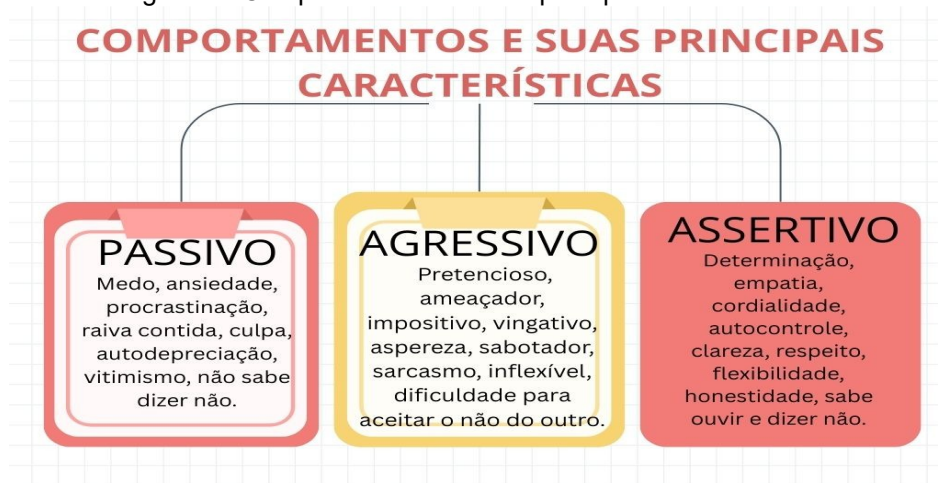 COMPORTAMENTOS E SUAS PRINCIPAIS
CARACTERÍSTICAS
PASSIVO
Medo, ansiedade,
procrastinação,
raiva contida, culpa,
autodepreciação,
vitimismo, não sabe
dizer não.
AGRESSIVO
Pretencioso,
ameaçador,
impositivo, vingativo,
aspereza, sabotador,
sarcasmo, inflexível,
dificuldade para
aceitar o não do outro.
ASSERTIVO
Determinação,
empatia,
cordialidade,
autocontrole,
clareza, respeito,
flexibilidade,
honestidade, sabe
ouvir e dizer não.